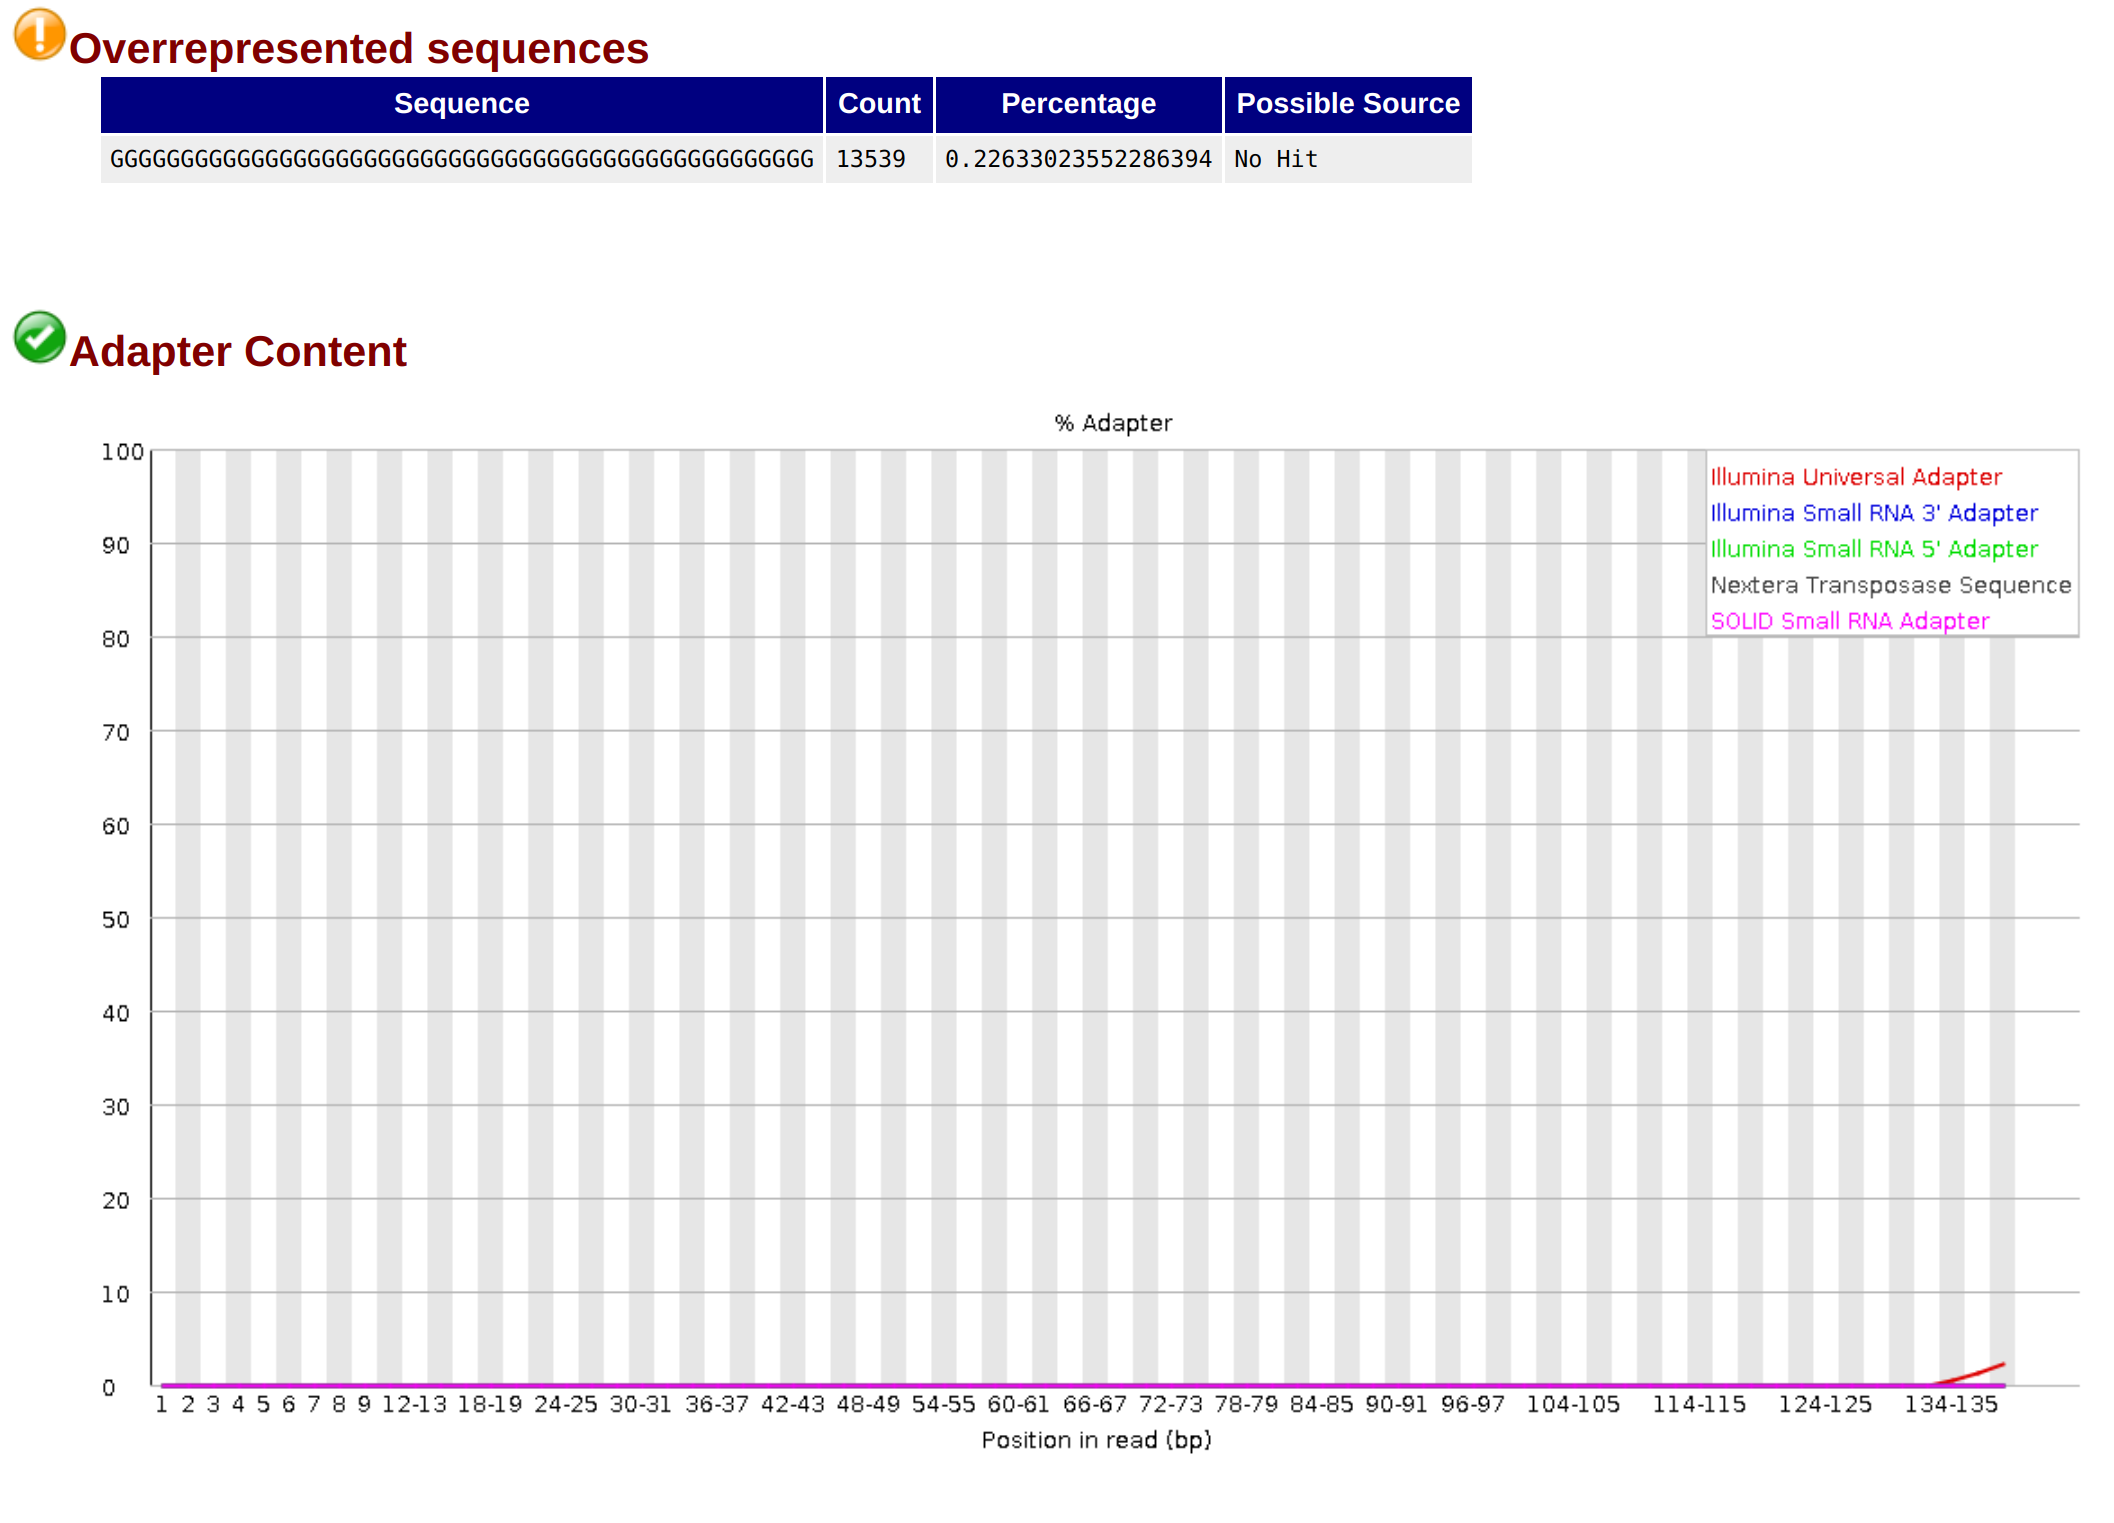 Overrepresented sequences
Sequence Count Percentage Possible Source
GGGGGGGGGGGGGGGGGGGGGGGGGGGGGGGGGGGGGGGGGGGGGGGGGG 13539 0.22633023552286394 No Hit
Adapter Content
% Adapter
100
90
80
70
60
50
40
30
20
10
0
Illumina Universal Adapter
Illumina Small RNA 3' Adapter
Illumina Small RNA 5' Adapter
Nextera Transposase Sequence
SOLID Small RNA Adapter
1 2 3 4 5 6 7 8 9 12-13 18-19 24-25 30-31 36-37 42-43 48-49 54-55 60-61 66-67 72-73 78-79 84-85 90-91 96-97 104-105 114-115 124-125 134-135
Position in read (bp)